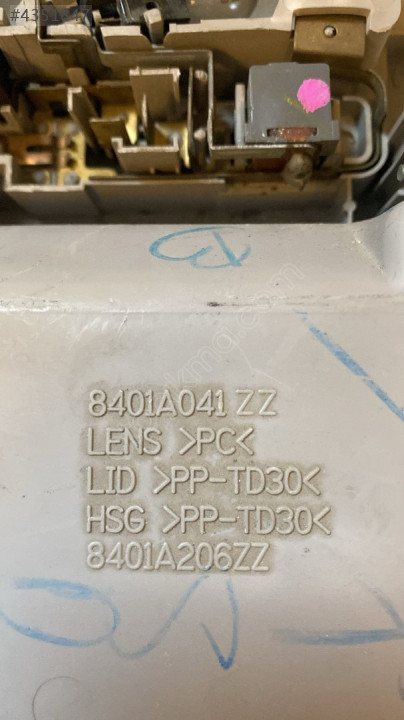 8401A041 ZZ
LENS >PC<
LID >PP-TD30<
HSG >PP-TD30<
8401A206ZZ